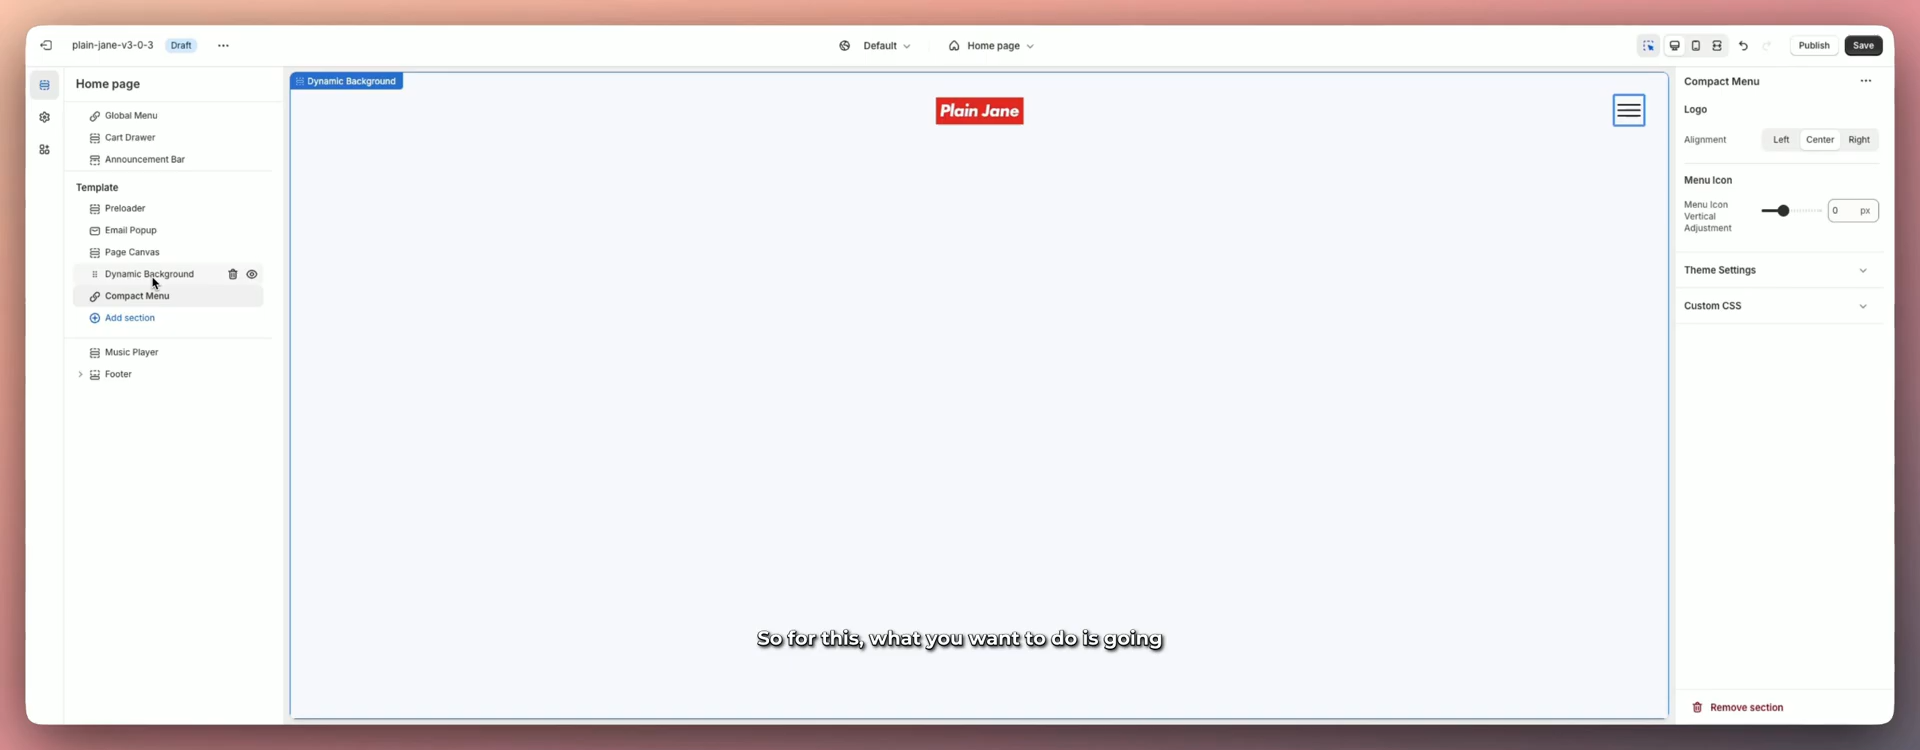 plain-jane-v3-0-3 Draft
Default
Home page
Publish
Save
Home page
Global Menu
Cart Drawer
Announcement Bar
Template
Preloader
Email Popup
Page Canvas
Dynamic Background
Compact Menu
Add section
Music Player
Footer
Dynamic Background
Plain Jane
So for this, what you want to do is going
Compact Menu
Logo
Alignment Left Center Right
Menu Icon
Menu Icon
Vertical
Adjustment
0 px
Theme Settings
Custom CSS
Remove section